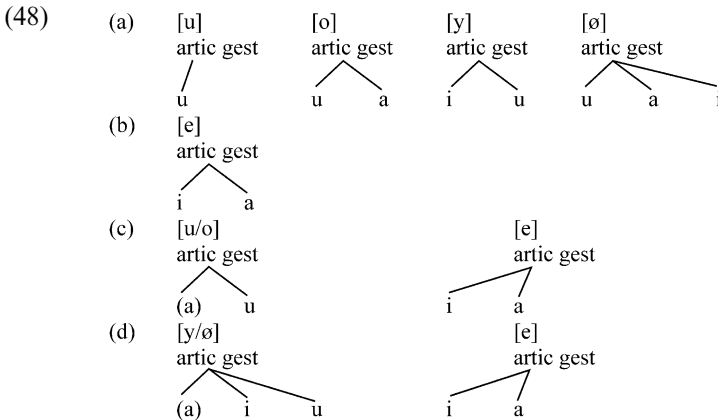 (48) (a) [u] [o] [y] [ø]
artic gest artic gest artic gest artic gest
u u a i u u a i
(b) [e]
artic gest
i a
(c) [u/o] [e]
artic gest artic gest
(a) u i a
(d) [y/ø] [e]
artic gest artic gest
(a) i u i a